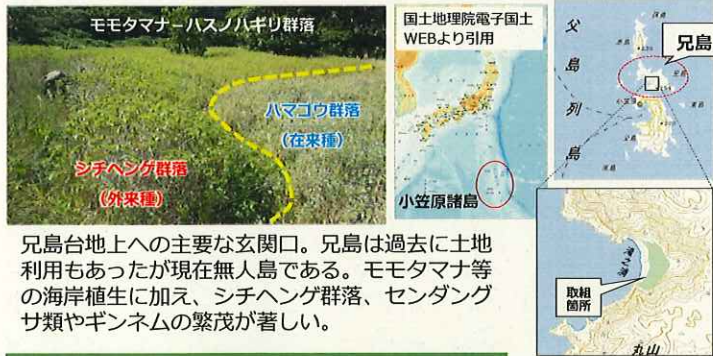 モモタマナーハスノハギリ群落
ハマゴウ群落
(在来種)
シチヘンゲ群落
(外来種)
国土地理院電子国土
WEBより引用
小笠原諸島
父
島
列
島
兄島
兄島台地上への主要な玄関口。兄島は過去に土地
利用もあったが現在無人島である。モモタマナ等
の海岸植生に加え、シチヘンゲ群落、センダング
サ類やギンネムの繁茂が著しい。
滝之浦
取組
箇所
丸山